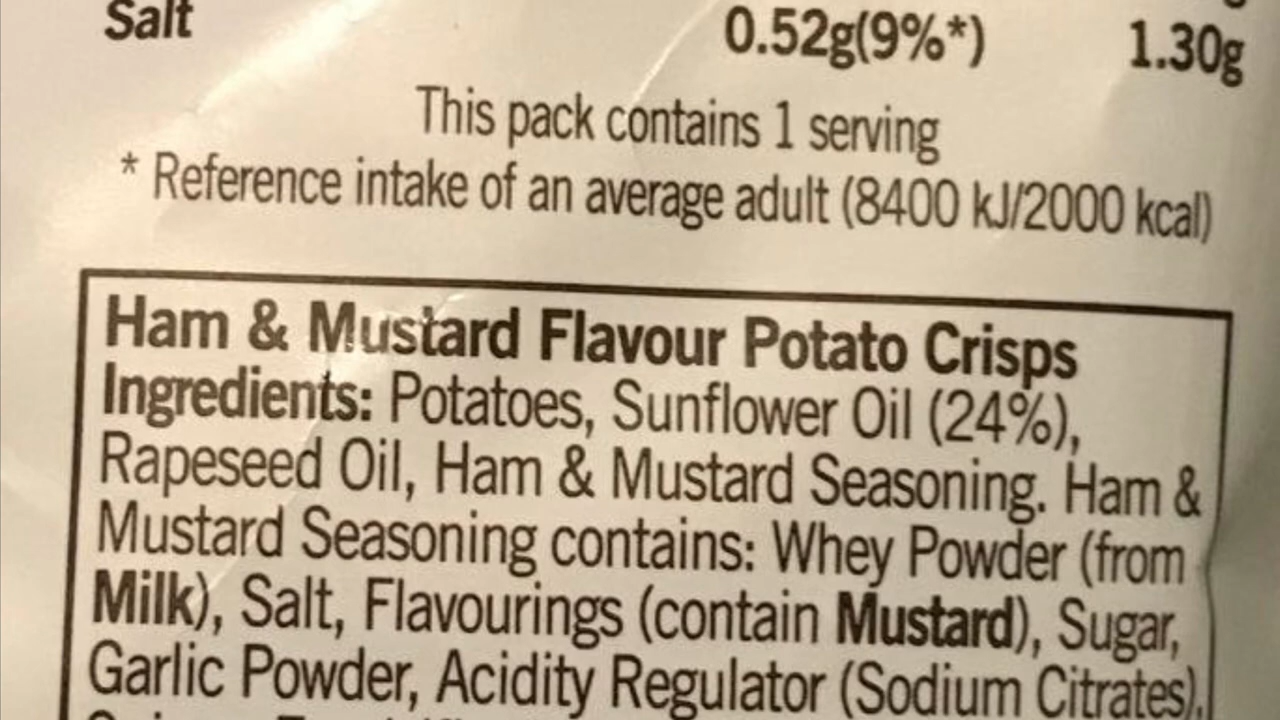 Salt 0.52g(9%*) 1.30g
This pack contains 1 serving
* Reference intake of an average adult (8400 kJ/2000 kcal)
Ham & Mustard Flavour Potato Crisps
Ingredients: Potatoes, Sunflower Oil (24%),
Rapeseed Oil, Ham & Mustard Seasoning. Ham &
Mustard Seasoning contains: Whey Powder (from
Milk), Salt, Flavourings (contain Mustard), Sugar,
Garlic Powder, Acidity Regulator (Sodium Citrates),